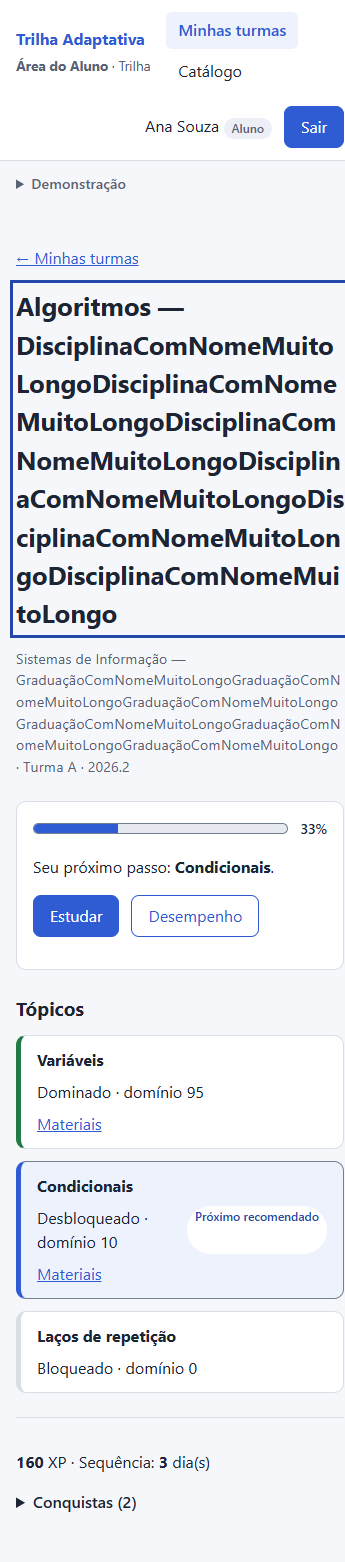 Trilha Adaptativa
Minhas turmas
Área do Aluno · Trilha
Catálogo
Ana Souza Aluno Sair
▶ Demonstração
← Minhas turmas
Algoritmos —
DisciplinaComNomeMuito
LongoDisciplinaComNome
MuitoLongoDisciplinaCom
NomeMuitoLongoDisciplin
aComNomeMuitoLongoDis
ciplinaComNomeMuitoLon
goDisciplinaComNomeMui
toLongo
Sistemas de Informação —
GraduaçãoComNomeMuitoLongoGraduaçãoComN
omeMuitoLongoGraduaçãoComNomeMuitoLongo
GraduaçãoComNomeMuitoLongoGraduaçãoComN
omeMuitoLongoGraduaçãoComNomeMuitoLongo
· Turma A · 2026.2
33%
Seu próximo passo: Condicionais.
Estudar Desempenho
Tópicos
Variáveis
Dominado · domínio 95
Materiais
Condicionais
Desbloqueado ·
domínio 10
Próximo recomendado
Materiais
Laços de repetição
Bloqueado · domínio 0
160 XP · Sequência: 3 dia(s)
▶ Conquistas (2)